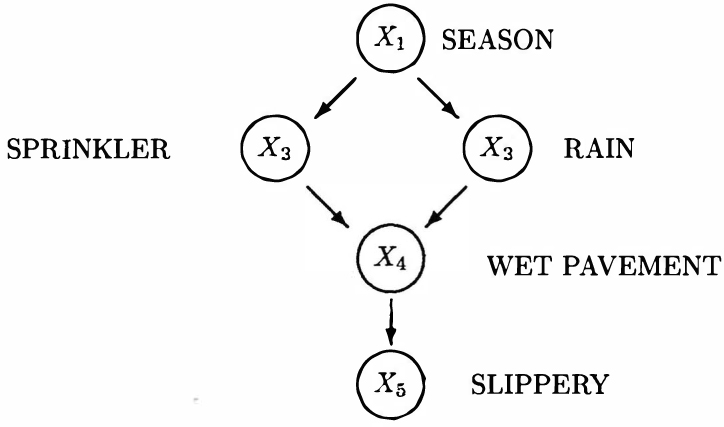 X₁ SEASON
SPRINKLER X₃ X₃ RAIN
X₄ WET PAVEMENT
X₅ SLIPPERY